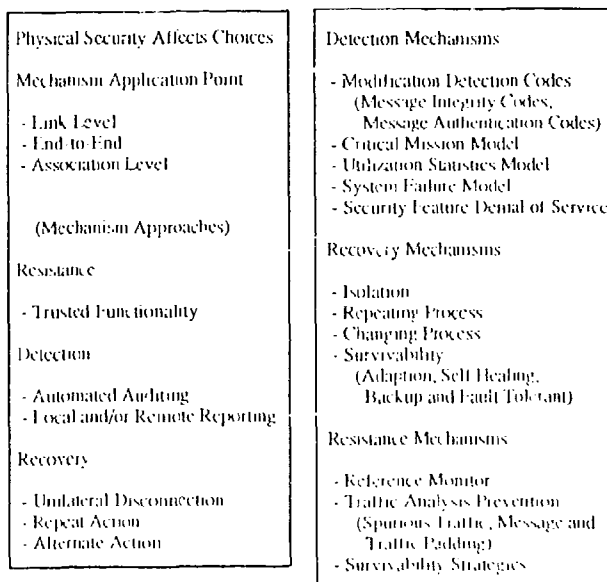 Physical Security Affects Choices
Mechanism Application Point
- Link Level
- End-to-End
- Association Level
(Mechanism Approaches)
Resistance
- Trusted Functionality
Detection
- Automated Auditing
- Local and/or Remote Reporting
Recovery
- Unilateral Disconnection
- Repeat Action
- Alternate Action
Detection Mechanisms
- Modification Detection Codes
(Message Integrity Codes,
Message Authentication Codes)
- Critical Mission Model
- Utilization Statistics Model
- System Failure Model
- Security Feature Denial of Service
Recovery Mechanisms
- Isolation
- Repeating Process
- Changing Process
- Survivability
(Adaption, Self Healing,
Backup and Fault Tolerant)
Resistance Mechanisms
- Reference Monitor
- Traffic Analysis Prevention
(Spurious Traffic, Message and
Traffic Padding)
- Survivability Strategies